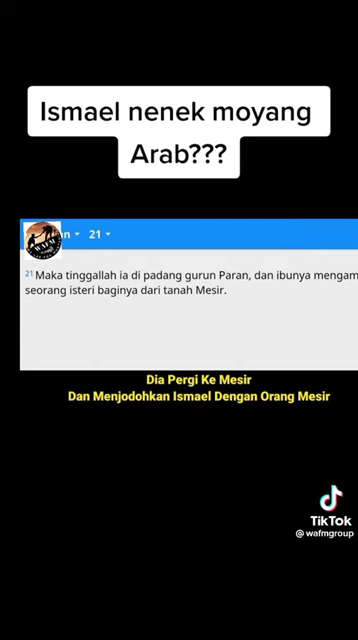 Ismael nenek moyang
Arab???
WAFM
n 21
21 Maka tinggallah ia di padang gurun Paran, dan ibunya mengam
seorang isteri baginya dari tanah Mesir.
Dia Pergi Ke Mesir
Dan Menjodohkan Ismael Dengan Orang Mesir
TikTok
@wafmgroup